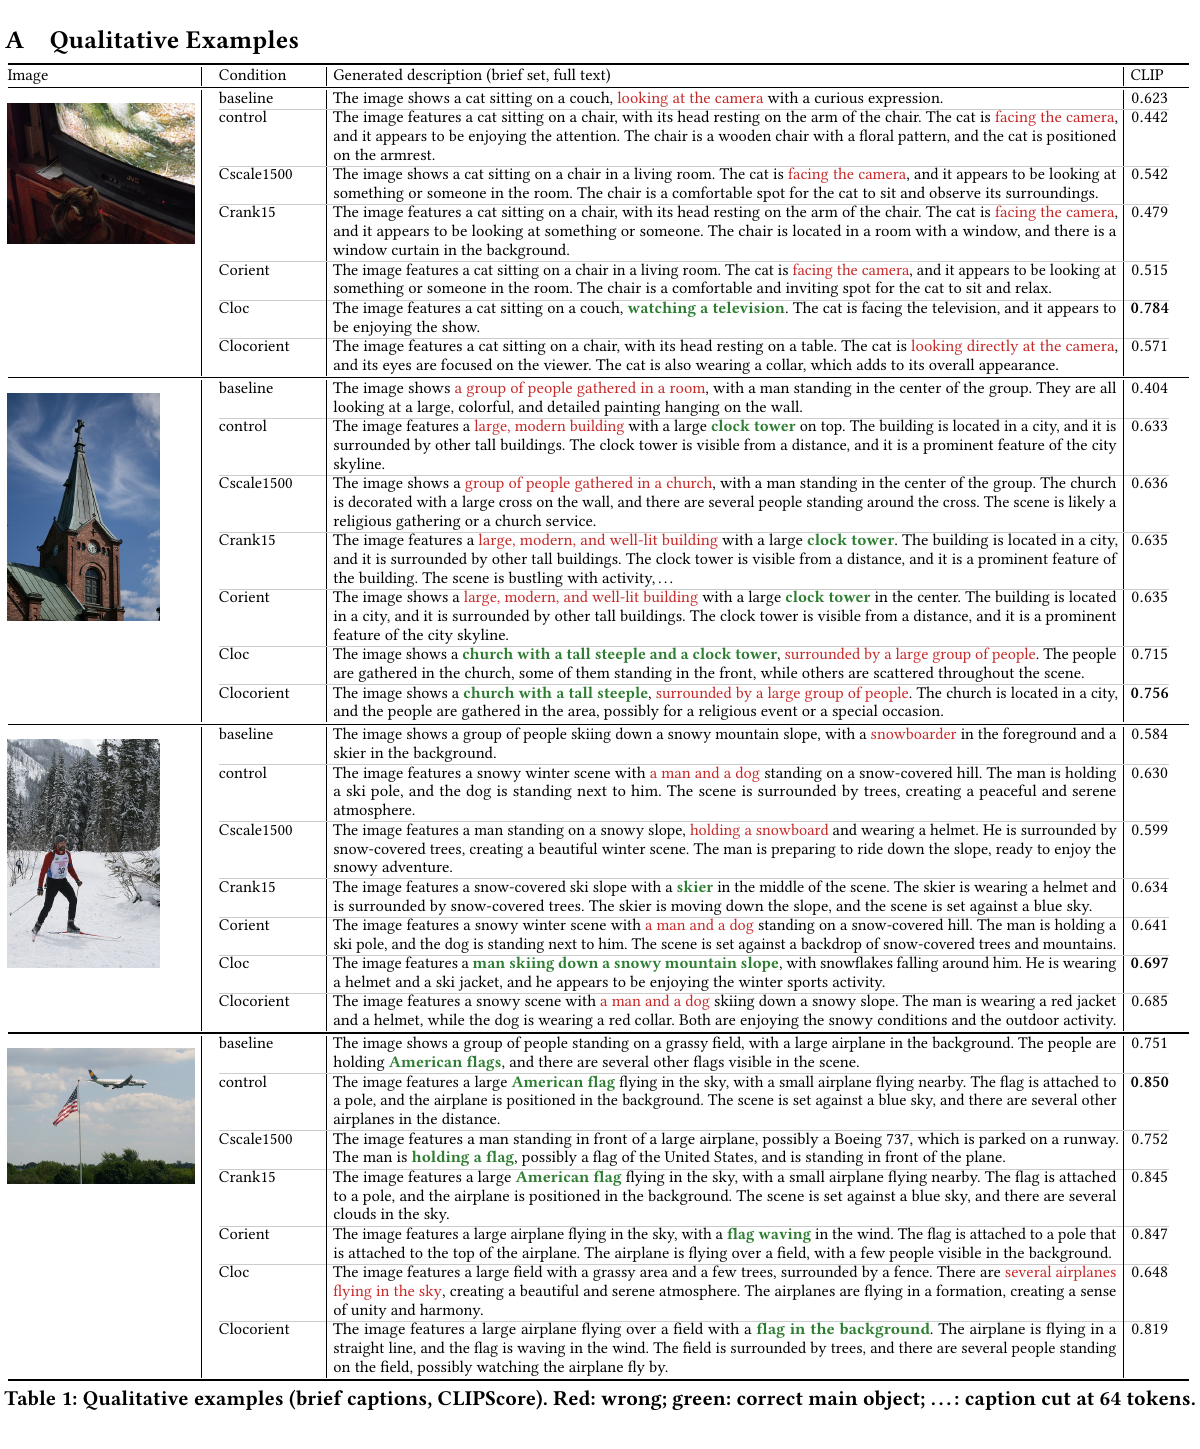 A Qualitative Examples
Image Condition Generated description (brief set, full text) CLIP
baseline The image shows a cat sitting on a couch, looking at the camera with a curious expression. 0.623
control The image features a cat sitting on a chair, with its head resting on the arm of the chair. The cat is facing the camera, 0.442
and it appears to be enjoying the attention. The chair is a wooden chair with a floral pattern, and the cat is positioned
on the armrest.
Cscale1500 The image shows a cat sitting on a chair in a living room. The cat is facing the camera, and it appears to be looking at 0.542
something or someone in the room. The chair is a comfortable spot for the cat to sit and observe its surroundings.
Crank15 The image features a cat sitting on a chair, with its head resting on the arm of the chair. The cat is facing the camera, 0.479
and it appears to be looking at something or someone. The chair is located in a room with a window, and there is a
window curtain in the background.
Corient The image features a cat sitting on a chair in a living room. The cat is facing the camera, and it appears to be looking at 0.515
something or someone in the room. The chair is a comfortable and inviting spot for the cat to sit and relax.
Cloc The image features a cat sitting on a couch, watching a television. The cat is facing the television, and it appears to 0.784
be enjoying the show.
Clocorient The image features a cat sitting on a chair, with its head resting on a table. The cat is looking directly at the camera, 0.571
and its eyes are focused on the viewer. The cat is also wearing a collar, which adds to its overall appearance.
baseline The image shows a group of people gathered in a room, with a man standing in the center of the group. They are all 0.404
looking at a large, colorful, and detailed painting hanging on the wall.
control The image features a large, modern building with a large clock tower on top. The building is located in a city, and it is 0.633
surrounded by other tall buildings. The clock tower is visible from a distance, and it is a prominent feature of the city
skyline.
Cscale1500 The image shows a group of people gathered in a church, with a man standing in the center of the group. The church 0.636
is decorated with a large cross on the wall, and there are several people standing around the cross. The scene is likely a
religious gathering or a church service.
Crank15 The image features a large, modern, and well-lit building with a large clock tower. The building is located in a city, 0.635
and it is surrounded by other tall buildings. The clock tower is visible from a distance, and it is a prominent feature of
the building. The scene is bustling with activity,...
Corient The image shows a large, modern, and well-lit building with a large clock tower in the center. The building is located 0.635
in a city, and it is surrounded by other tall buildings. The clock tower is visible from a distance, and it is a prominent
feature of the city skyline.
Cloc The image shows a church with a tall steeple and a clock tower, surrounded by a large group of people. The people 0.715
are gathered in the church, some of them standing in the front, while others are scattered throughout the scene.
Clocorient The image shows a church with a tall steeple, surrounded by a large group of people. The church is located in a city, 0.756
and the people are gathered in the area, possibly for a religious event or a special occasion.
baseline The image shows a group of people skiing down a snowy mountain slope, with a snowboarder in the foreground and a 0.584
skier in the background.
control The image features a snowy winter scene with a man and a dog standing on a snow-covered hill. The man is holding 0.630
a ski pole, and the dog is standing next to him. The scene is surrounded by trees, creating a peaceful and serene
atmosphere.
Cscale1500 The image features a man standing on a snowy slope, holding a snowboard and wearing a helmet. He is surrounded by 0.599
snow-covered trees, creating a beautiful winter scene. The man is preparing to ride down the slope, ready to enjoy the
snowy adventure.
Crank15 The image features a snow-covered ski slope with a skier in the middle of the scene. The skier is wearing a helmet and 0.634
is surrounded by snow-covered trees. The skier is moving down the slope, and the scene is set against a blue sky.
Corient The image features a snowy winter scene with a man and a dog standing on a snow-covered hill. The man is holding a 0.641
ski pole, and the dog is standing next to him. The scene is set against a backdrop of snow-covered trees and mountains.
Cloc The image features a man skiing down a snowy mountain slope, with snowflakes falling around him. He is wearing 0.697
a helmet and a ski jacket, and he appears to be enjoying the winter sports activity.
Clocorient The image features a snowy scene with a man and a dog skiing down a snowy slope. The man is wearing a red jacket 0.685
and a helmet, while the dog is wearing a red collar. Both are enjoying the snowy conditions and the outdoor activity.
baseline The image shows a group of people standing on a grassy field, with a large airplane in the background. The people are 0.751
holding American flags, and there are several other flags visible in the scene.
control The image features a large American flag flying in the sky, with a small airplane flying nearby. The flag is attached to 0.850
a pole, and the airplane is positioned in the background. The scene is set against a blue sky, and there are several other
airplanes in the distance.
Cscale1500 The image features a man standing in front of a large airplane, possibly a Boeing 737, which is parked on a runway. 0.752
The man is holding a flag, possibly a flag of the United States, and is standing in front of the plane.
Crank15 The image features a large American flag flying in the sky, with a small airplane flying nearby. The flag is attached 0.845
to a pole, and the airplane is positioned in the background. The scene is set against a blue sky, and there are several
clouds in the sky.
Corient The image features a large airplane flying in the sky, with a flag waving in the wind. The flag is attached to a pole that 0.847
is attached to the top of the airplane. The airplane is flying over a field, with a few people visible in the background.
Cloc The image features a large field with a grassy area and a few trees, surrounded by a fence. There are several airplanes 0.648
flying in the sky, creating a beautiful and serene atmosphere. The airplanes are flying in a formation, creating a sense
of unity and harmony.
Clocorient The image features a large airplane flying over a field with a flag in the background. The airplane is flying in a 0.819
straight line, and the flag is waving in the wind. The field is surrounded by trees, and there are several people standing
on the field, possibly watching the airplane fly by.
Table 1: Qualitative examples (brief captions, CLIPScore). Red: wrong; green: correct main object; ...: caption cut at 64 tokens.